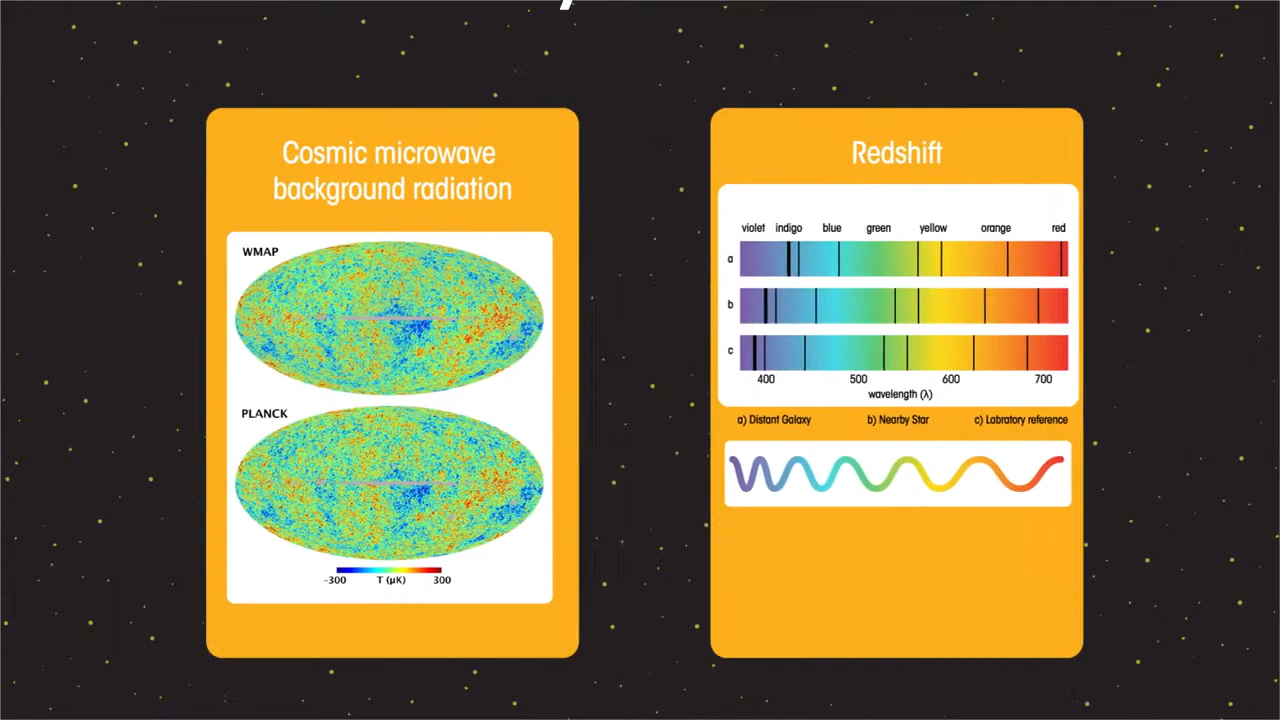 Cosmic microwave
background radiation
WMAP
PLANCK
-300 T (μK) 300
Redshift
violet indigo blue green yellow orange red
a
b
c
400 500 600 700
wavelength (λ)
a) Distant Galaxy b) Nearby Star c) Labratory reference